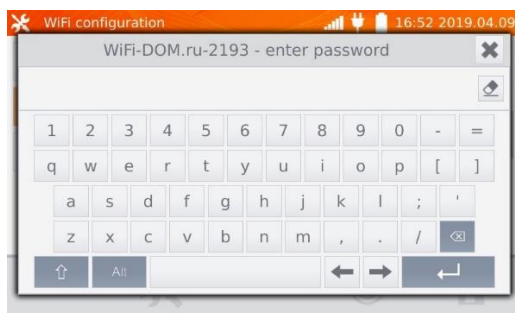 WiFi configuration 16:52 2019.04.09
WiFi-DOM.ru-2193 - enter password
1 2 3 4 5 6 7 8 9 0 - =
q w e r t y u i o p [ ]
a s d f g h j k l ; '
z x c v b n m , . /
Alt